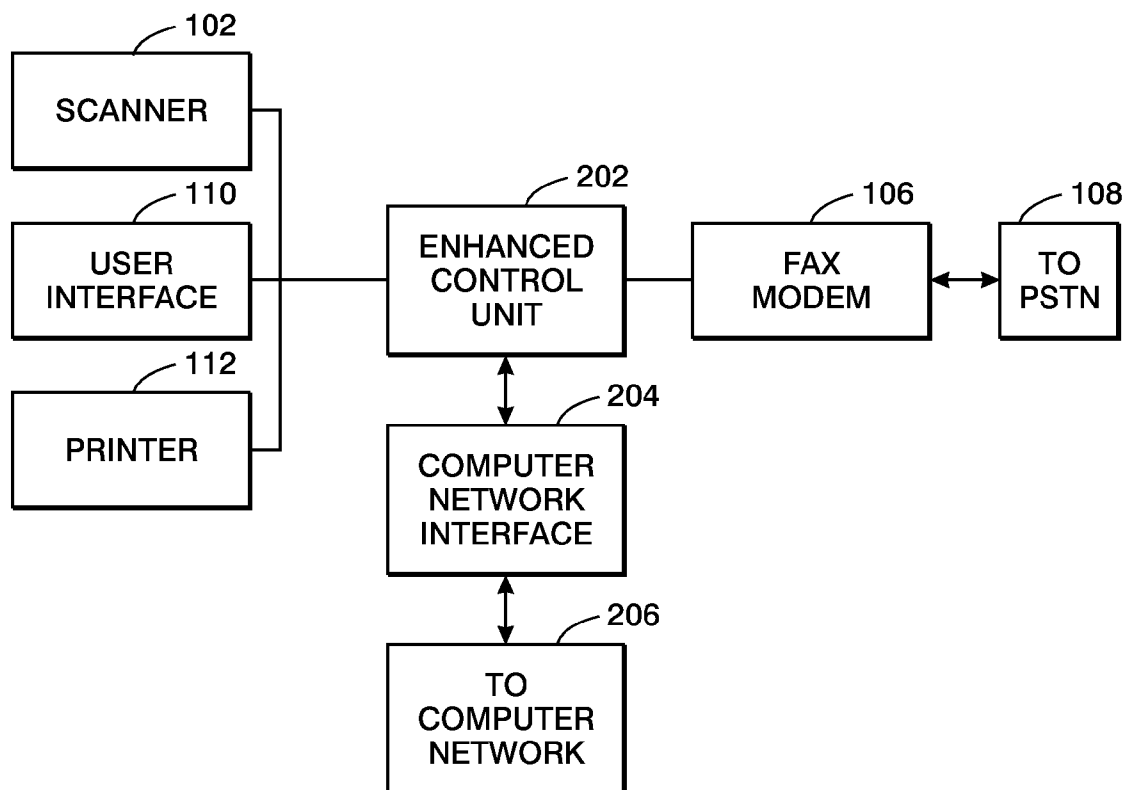 102
SCANNER
110
USER
INTERFACE
112
PRINTER
202
ENHANCED
CONTROL
UNIT
106
FAX
MODEM
108
TO
PSTN
204
COMPUTER
NETWORK
INTERFACE
206
TO
COMPUTER
NETWORK